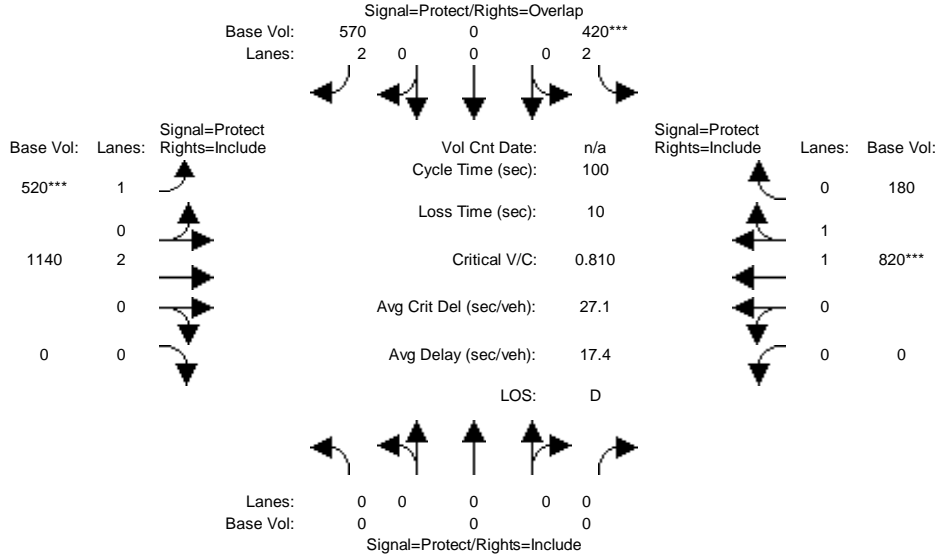 Signal=Protect/Rights=Overlap
Base Vol: 570 0 420***
Lanes: 2 0 0 0 2
Signal=Protect Signal=Protect
Base Vol: Lanes: Rights=Include Vol Cnt Date: n/a Rights=Include Lanes: Base Vol:
Cycle Time (sec): 100
520*** 1 0 180
Loss Time (sec): 10
0 1
1140 2 Critical V/C: 0.810 1 820***
0 Avg Crit Del (sec/veh): 27.1 0
0 0 Avg Delay (sec/veh): 17.4 0 0
LOS: D
Lanes: 0 0 0 0 0
Base Vol: 0 0 0
Signal=Protect/Rights=Include